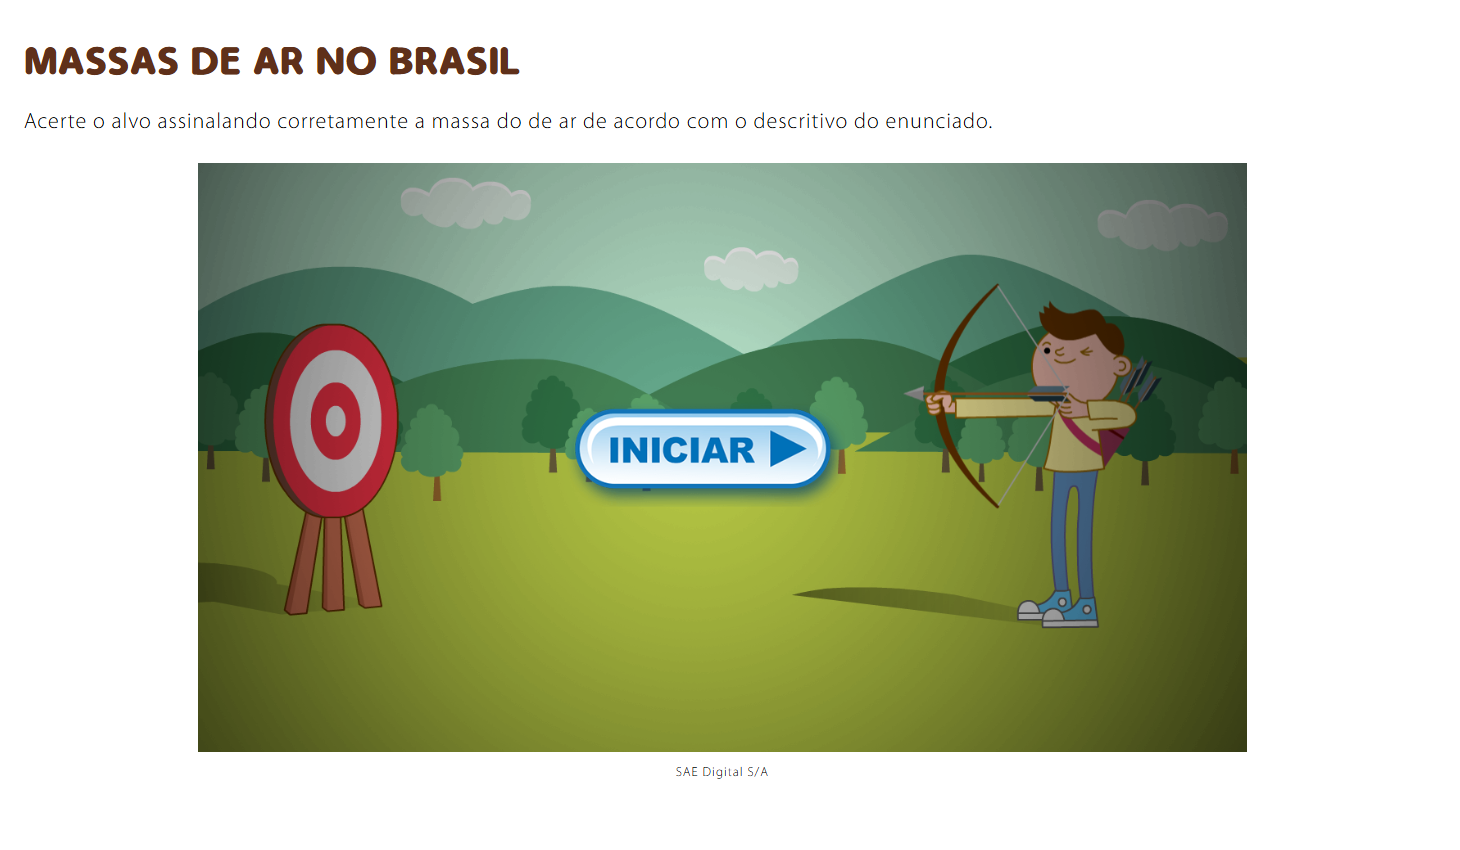 MASSAS DE AR NO BRASIL
Acerte o alvo assinalando corretamente a massa do de ar de acordo com o descritivo do enunciado.
INICIAR
SAE Digital S/A